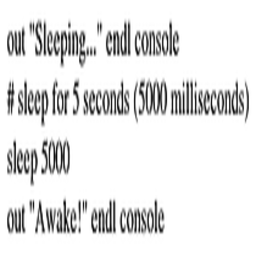 out "Sleeping..." endl console
# sleep for 5 seconds (5000 milliseconds)
sleep 5000
out "Awake!" endl console